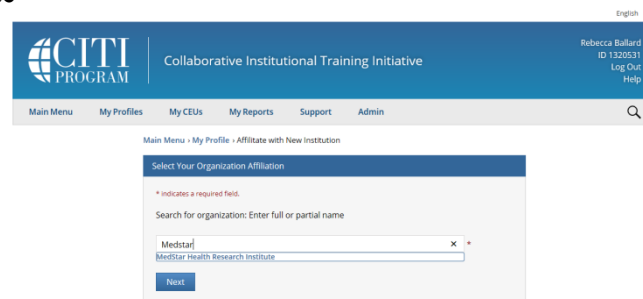 English
CITI
PROGRAM
Collaborative Institutional Training Initiative
Rebecca Ballard
ID 1320531
Log Out
Help
Main Menu My Profiles My CEUs My Reports Support Admin
Main Menu › My Profile › Affilitate with New Institution
Select Your Organization Affiliation
* indicates a required field.
Search for organization: Enter full or partial name
Medstar × *
MedStar Health Research Institute
Next